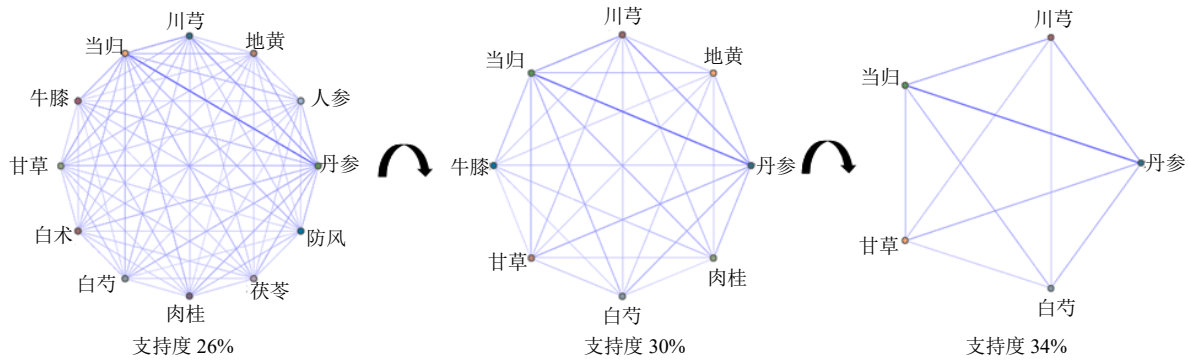 川芎
当归
地黄
牛膝
人参
甘草
丹参
白术
防风
白芍
茯苓
肉桂
支持度 26%
川芎
当归
地黄
牛膝
丹参
甘草
肉桂
白芍
支持度 30%
川芎
当归
丹参
甘草
白芍
支持度 34%